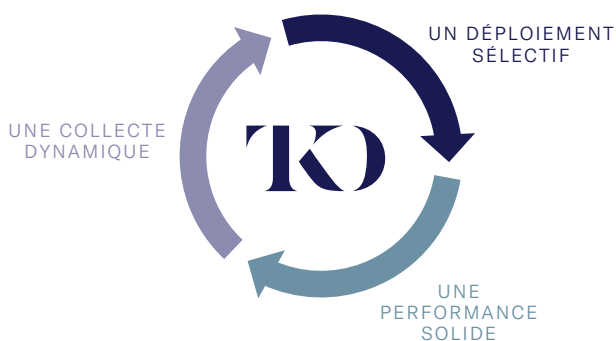 UN DÉPLOIEMENT
SÉLECTIF
UNE COLLECTE
DYNAMIQUE
TKO
UNE
PERFORMANCE
SOLIDE